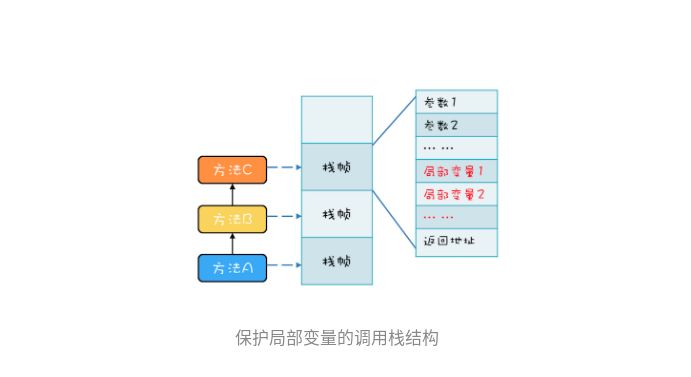 参数1
参数2
... ...
局部变量1
局部变量2
... ...
返回地址
方法C
栈帧
方法B
栈帧
方法A
栈帧
保护局部变量的调用栈结构